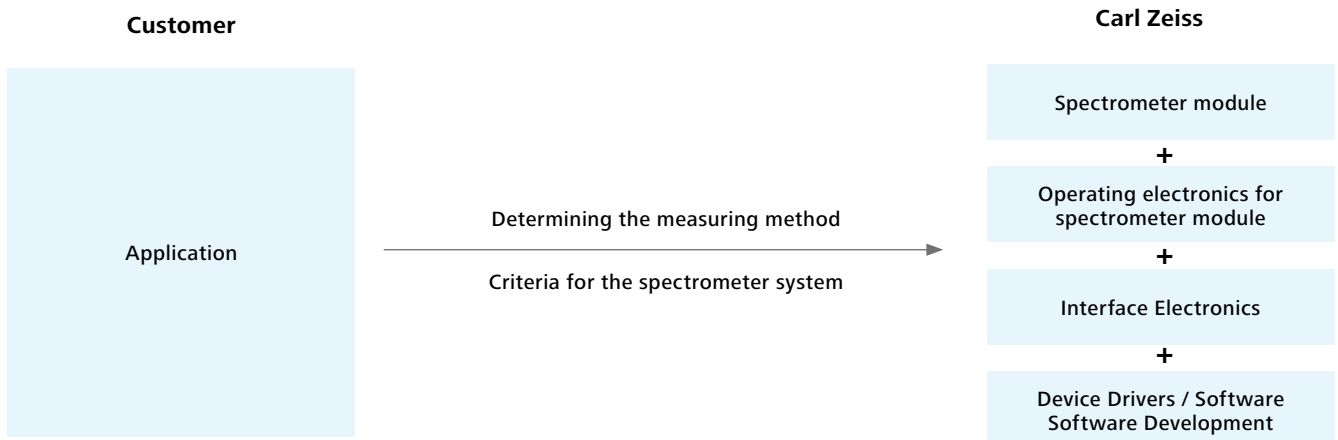 Customer
Application
Determining the measuring method
Criteria for the spectrometer system
Carl Zeiss
Spectrometer module
+
Operating electronics for
spectrometer module
+
Interface Electronics
+
Device Drivers / Software
Software Development